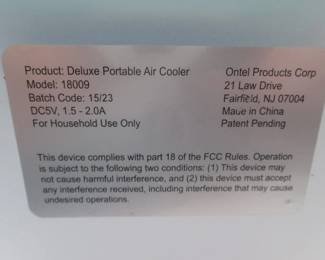 Product: Deluxe Portable Air Cooler
Model: 18009
Batch Code: 15/23
DC5V, 1.5 - 2.0A
For Household Use Only
Ontel Products Corp
21 Law Drive
Fairfield, NJ 07004
Made in China
Patent Pending
This device complies with part 18 of the FCC Rules. Operation
is subject to the following two conditions: (1) This device may
not cause harmful interference, and (2) this device must accept
any interference received, including interference that may cause
undesired operations.